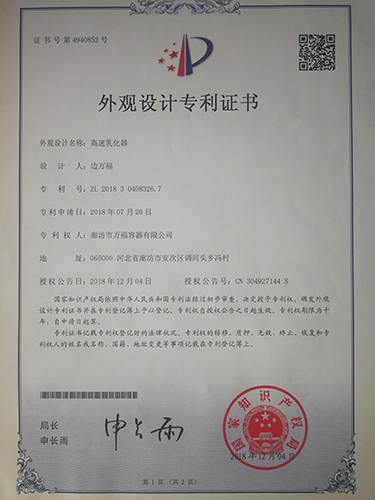 证书号第4940852号
外观设计专利证书
外观设计名称：高速乳化器
设 计 人：边万福
专 利 号：ZL 2018 3 0408326.7
专利申请日：2018年07月26日
专 利 权 人：廊坊市万福容器有限公司
地 址：065000 河北省廊坊市安次区调河头乡冯村
授权公告日：2018年12月04日 授权公告号：CN 304927144 S
国家知识产权局依照中华人民共和国专利法经过初步审查，决定授予专利权，颁发外观
设计专利证书并在专利登记簿上予以登记。专利权自授权公告之日起生效。专利权期限为十
年，自申请日起算。
专利证书记载专利权登记时的法律状况。专利权的转移、质押、无效、终止、恢复和专
利权人的姓名或名称、国籍、地址变更等事项记载在专利登记簿上。
局长
申长雨
申长雨
国家知识产权局
2018年12月04日
第 1 页（共 2 页）